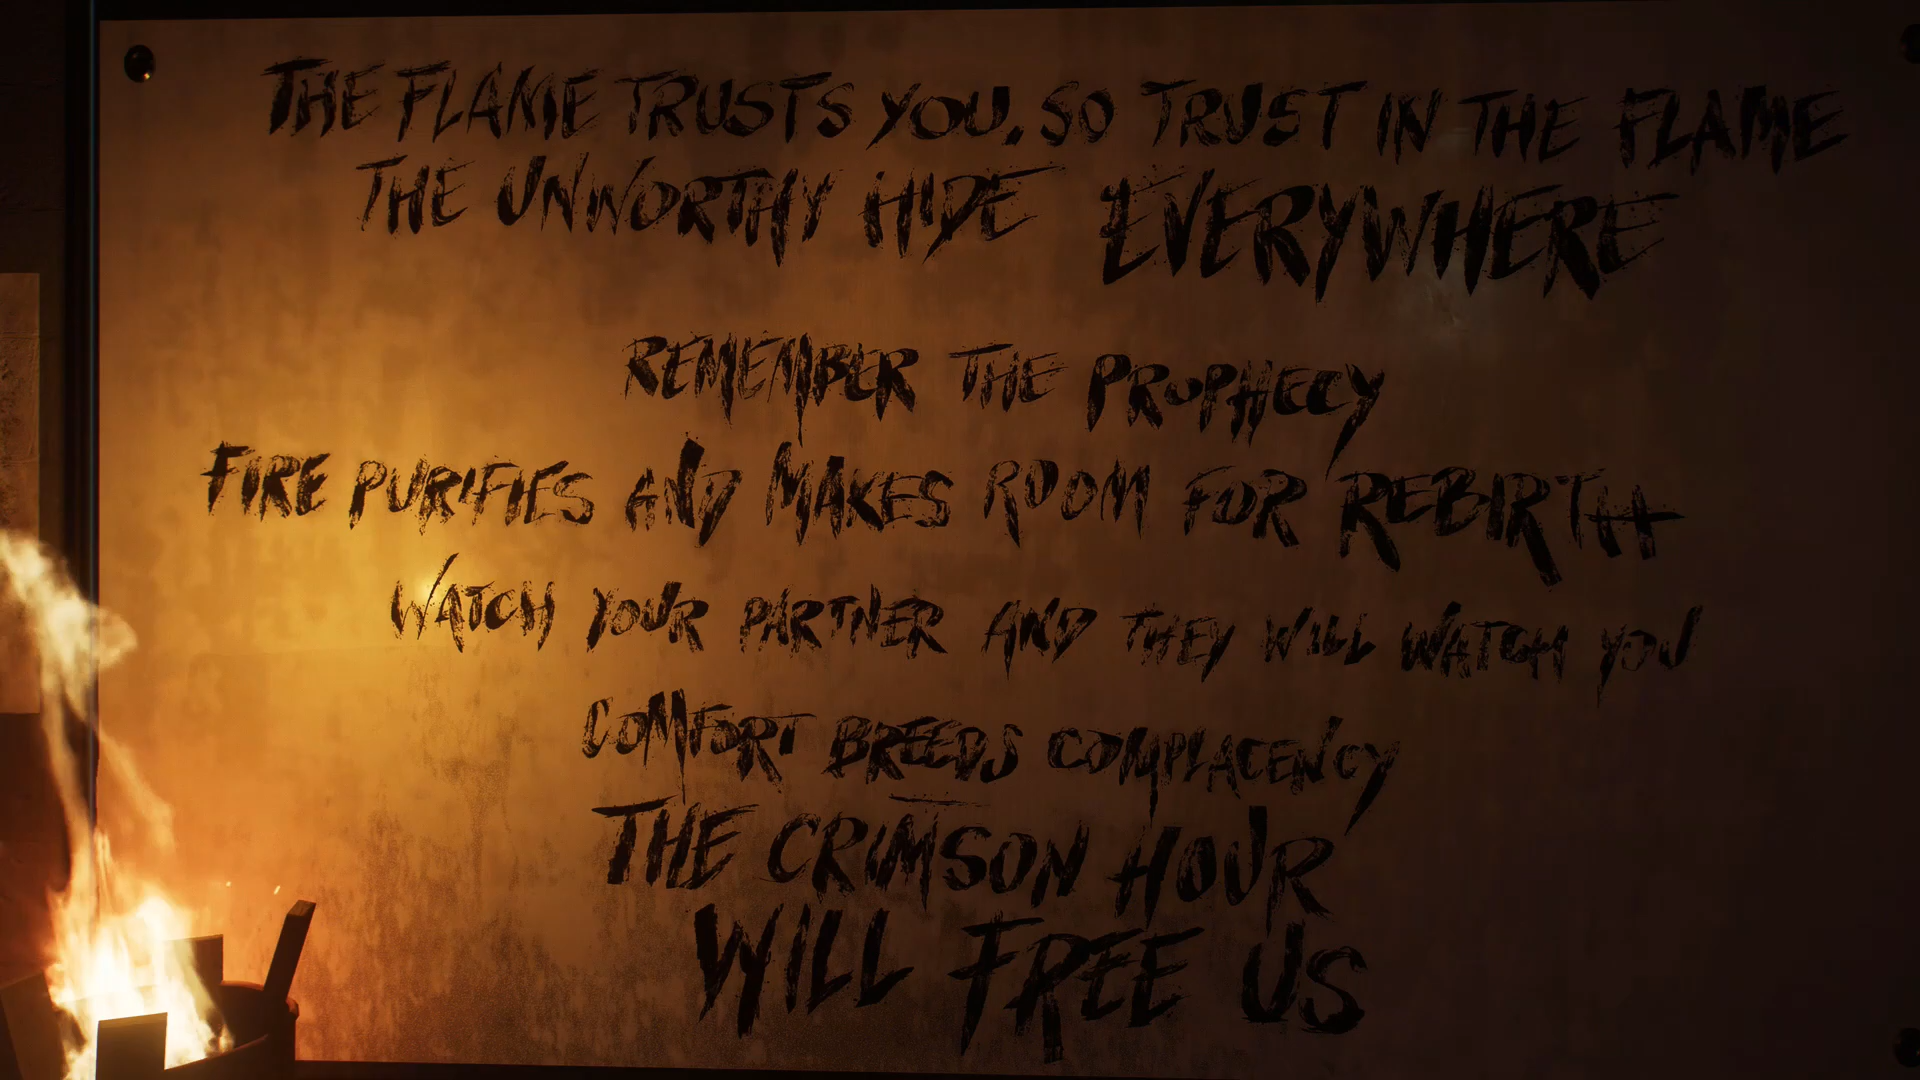 THE FLAME TRUSTS YOU. SO TRUST IN THE FLAME
THE UNWORTHY HIDE EVERYWHERE
REMEMBER THE PROPHECY
FIRE PURIFIES AND MAKES ROOM FOR REBIRTH
WATCH YOUR PARTNER AND THEY WILL WATCH YOU
COMFORT BREEDS COMPLACENCY
THE CRIMSON HOUR
WILL FREE US